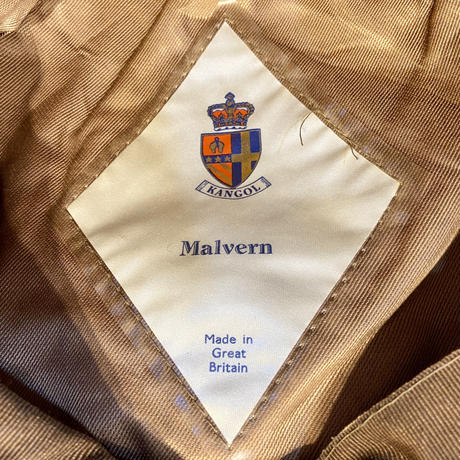 KANGOL
Malvern
Made in
Great
Britain